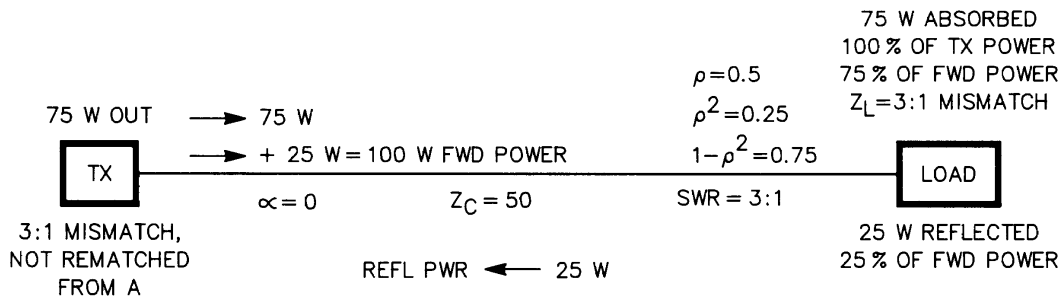 75 W ABSORBED
100% OF TX POWER
75% OF FWD POWER
Z_L=3:1 MISMATCH
ρ=0.5
ρ²=0.25
1−ρ²=0.75
75 W OUT
→ 75 W
→ + 25 W = 100 W FWD POWER
TX
LOAD
∝=0
Z_C=50
SWR = 3:1
3:1 MISMATCH,
NOT REMATCHED
FROM A
REFL PWR ← 25 W
25 W REFLECTED
25% OF FWD POWER